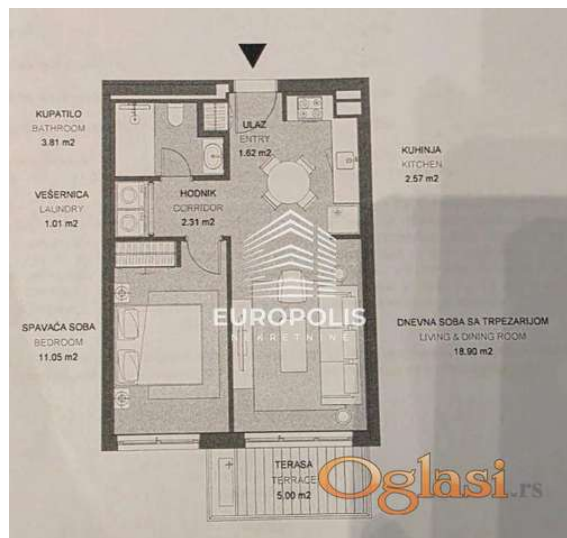 KUPATILO
BATHROOM
3.81 m2
ULAZ
ENTRY
1.62 m2
KUHINJA
KITCHEN
2.57 m2
VEŠERNICA
LAUNDRY
1.01 m2
HODNIK
CORRIDOR
2.31 m2
EUROPOLIS
NEKRETNINE
SPAVAĆA SOBA
BEDROOM
11.05 m2
DNEVNA SOBA SA TRPEZARIJOM
LIVING & DINING ROOM
18.90 m2
TERASA
TERRACE
5.00 m2
Oglasi.rs